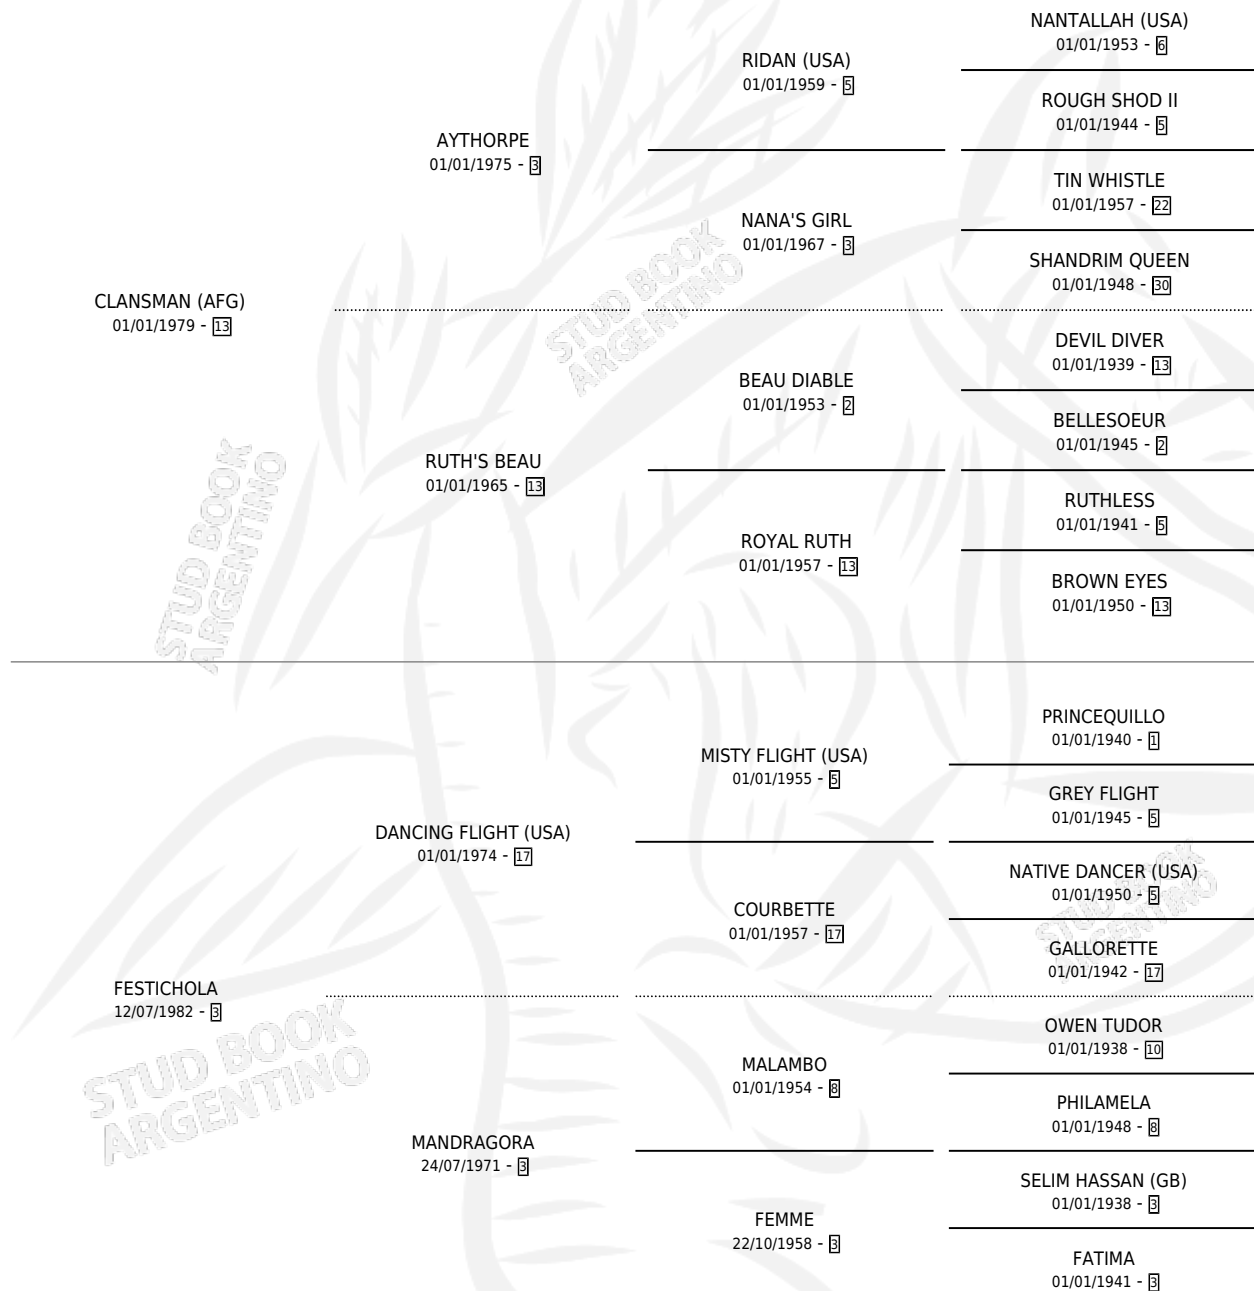 NANTALLAH (USA)
01/01/1953 - 6
RIDAN (USA)
01/01/1959 - 5
ROUGH SHOD II
01/01/1944 - 5
AYTHORPE
01/01/1975 - 3
TIN WHISTLE
01/01/1957 - 22
NANA'S GIRL
01/01/1967 - 3
SHANDRIM QUEEN
01/01/1948 - 30
CLANSMAN (AFG)
01/01/1979 - 13
DEVIL DIVER
01/01/1939 - 13
BEAU DIABLE
01/01/1953 - 2
BELLESOEUR
01/01/1945 - 2
RUTH'S BEAU
01/01/1965 - 13
RUTHLESS
01/01/1941 - 5
ROYAL RUTH
01/01/1957 - 13
BROWN EYES
01/01/1950 - 13
PRINCEQUILLO
01/01/1940 - 1
MISTY FLIGHT (USA)
01/01/1955 - 5
GREY FLIGHT
01/01/1945 - 5
DANCING FLIGHT (USA)
01/01/1974 - 17
NATIVE DANCER (USA)
01/01/1950 - 5
COURBETTE
01/01/1957 - 17
GALLORETTE
01/01/1942 - 17
FESTICHOLA
12/07/1982 - 3
OWEN TUDOR
01/01/1938 - 10
MALAMBO
01/01/1954 - 8
PHILAMELA
01/01/1948 - 8
MANDRAGORA
24/07/1971 - 3
SELIM HASSAN (GB)
01/01/1938 - 3
FEMME
22/10/1958 - 3
FATIMA
01/01/1941 - 3
STUD BOOK
ARGENTINO
STUD BOOK
ARGENTINO
STUD BOOK
ARGENTINO
STUD BOOK
ARGENTINO